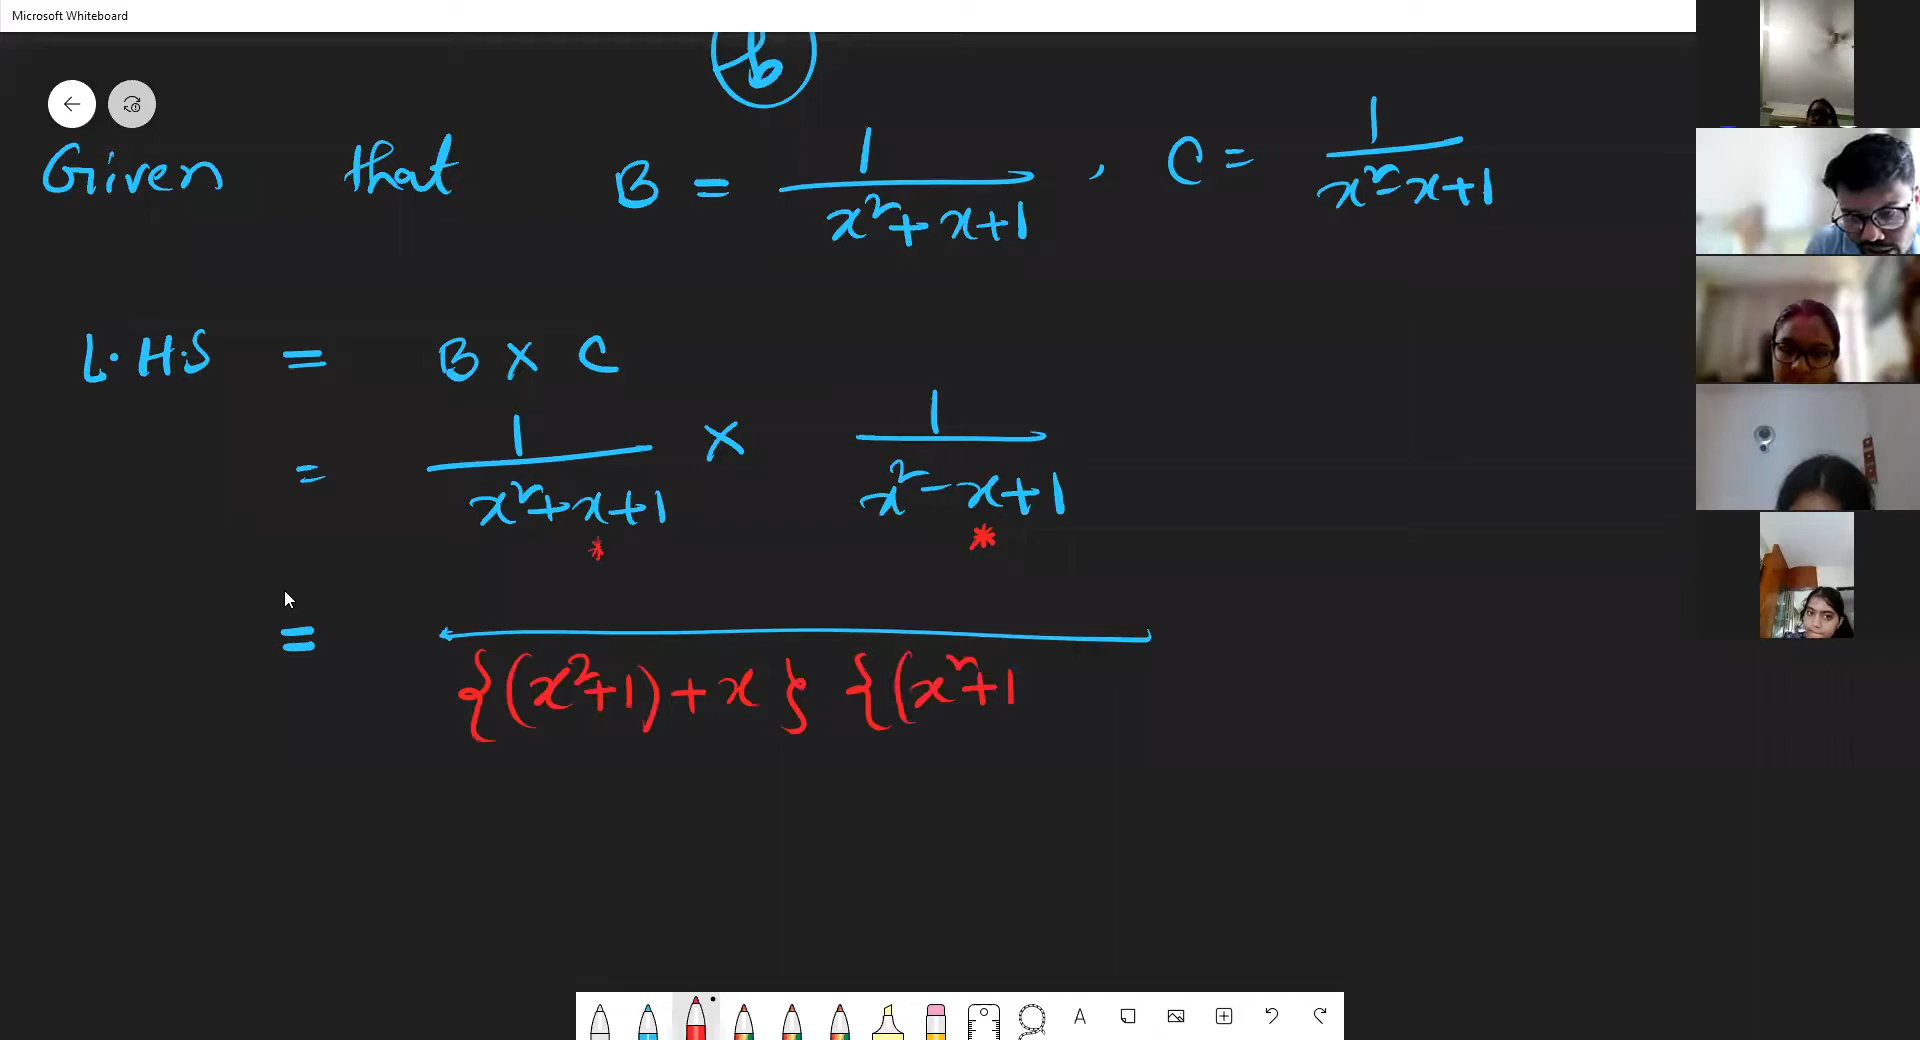 Microsoft Whiteboard
b
Given that B = 1/(x²+x+1) , C = 1/(x²-x+1)
L.H.S = B × C
= 1/(x²+x+1) × 1/(x²-x+1)
* *
= {(x²+1)+x} {(x²+1
A